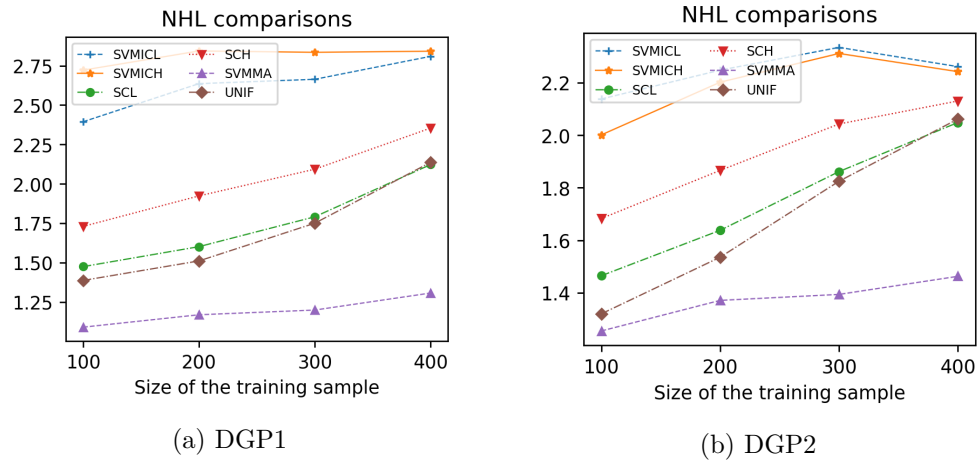 NHL comparisons
SVMICL
SVMICH
SCL
SCH
SVMMA
UNIF
2.75
2.50
2.25
2.00
1.75
1.50
1.25
100 200 300 400
Size of the training sample
(a) DGP1
NHL comparisons
SVMICL
SVMICH
SCL
SCH
SVMMA
UNIF
2.2
2.0
1.8
1.6
1.4
100 200 300 400
Size of the training sample
(b) DGP2